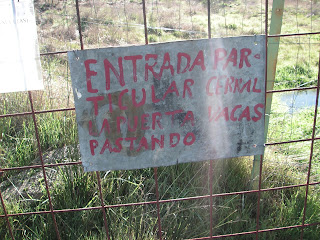 ENTRADA PAR-
TICULAR CERRAL
LA PUERTA VACAS
PASTANDO